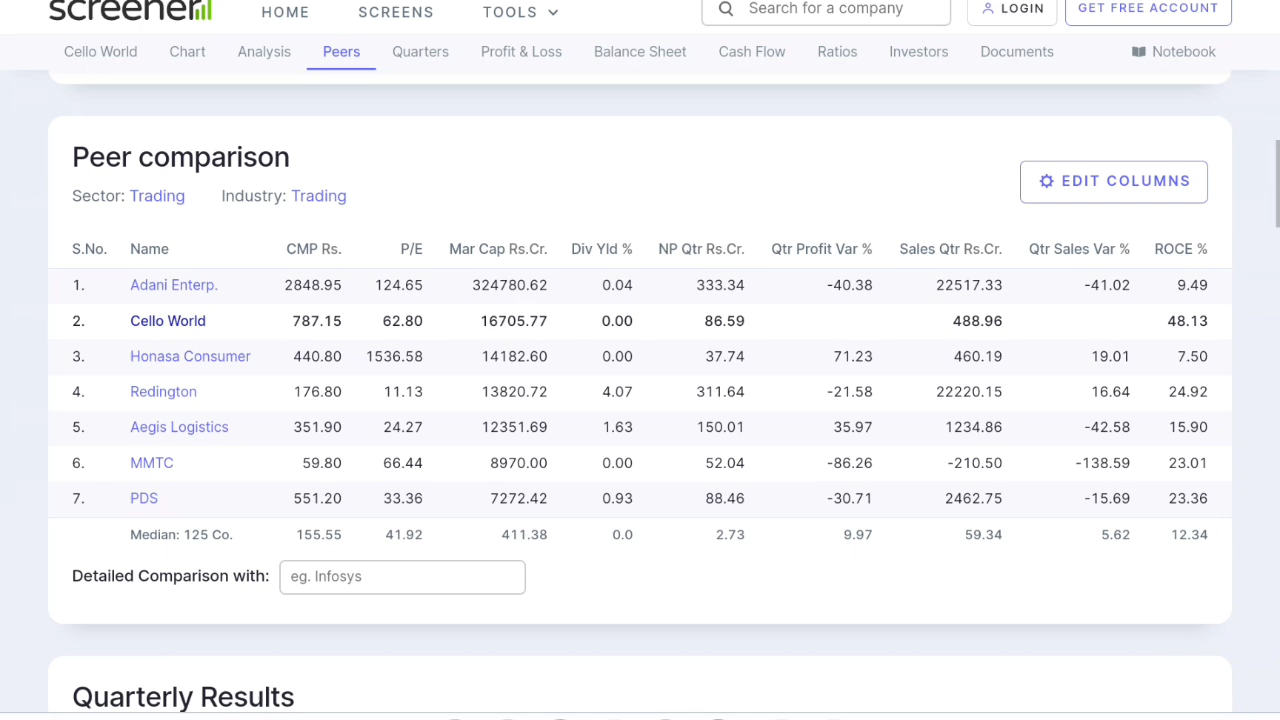 screener
HOME SCREENS TOOLS Search for a company LOGIN GET FREE ACCOUNT
Cello World Chart Analysis Peers Quarters Profit & Loss Balance Sheet Cash Flow Ratios Investors Documents Notebook
Peer comparison
EDIT COLUMNS
Sector: Trading Industry: Trading
S.No. Name CMP Rs. P/E Mar Cap Rs.Cr. Div Yld % NP Qtr Rs.Cr. Qtr Profit Var % Sales Qtr Rs.Cr. Qtr Sales Var % ROCE %
1. Adani Enterp. 2848.95 124.65 324780.62 0.04 333.34 -40.38 22517.33 -41.02 9.49
2. Cello World 787.15 62.80 16705.77 0.00 86.59 488.96 48.13
3. Honasa Consumer 440.80 1536.58 14182.60 0.00 37.74 71.23 460.19 19.01 7.50
4. Redington 176.80 11.13 13820.72 4.07 311.64 -21.58 22220.15 16.64 24.92
5. Aegis Logistics 351.90 24.27 12351.69 1.63 150.01 35.97 1234.86 -42.58 15.90
6. MMTC 59.80 66.44 8970.00 0.00 52.04 -86.26 -210.50 -138.59 23.01
7. PDS 551.20 33.36 7272.42 0.93 88.46 -30.71 2462.75 -15.69 23.36
Median: 125 Co. 155.55 41.92 411.38 0.0 2.73 9.97 59.34 5.62 12.34
Detailed Comparison with: eg. Infosys
Quarterly Results